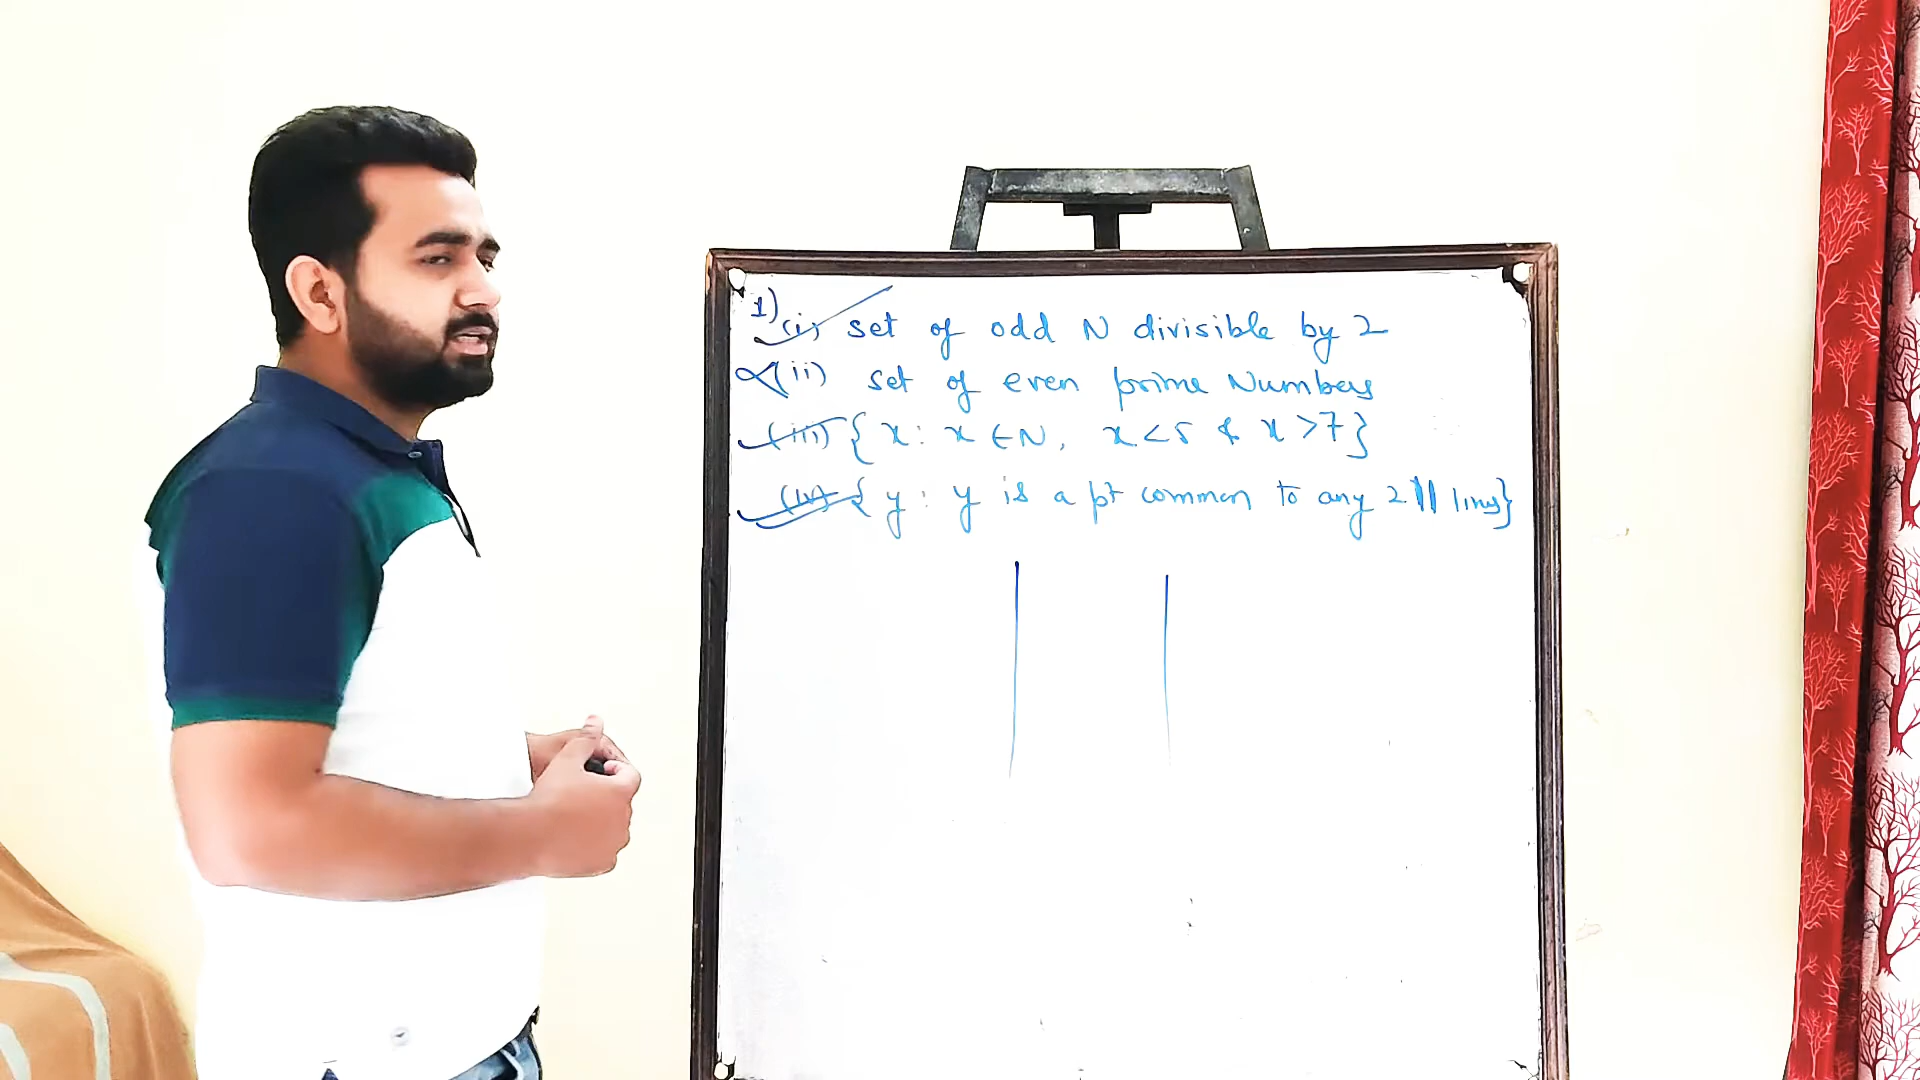 1) (i) set of odd N divisible by 2
(ii) set of even prime Numbers
(iii) { x : x ∈ N, x < 5 & x > 7 }
(iv) { y : y is a pt common to any 2 || lines }